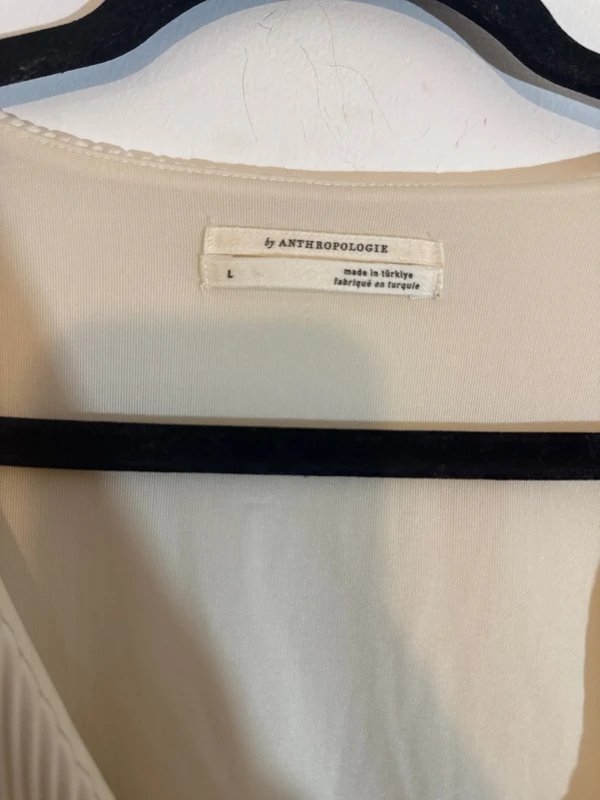 by ANTHROPOLOGIE
L
made in türkiye
fabriqué en turquie